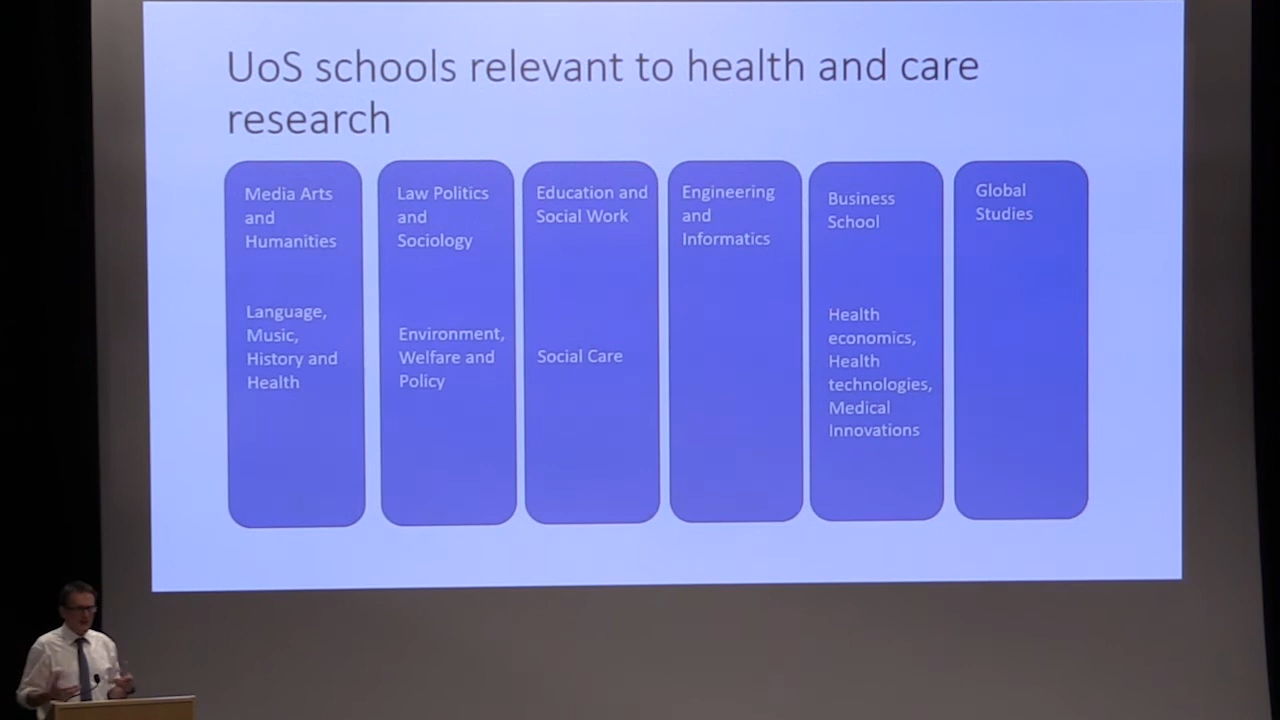 UoS schools relevant to health and care
research
Media Arts
and
Humanities
Language,
Music,
History and
Health
Law Politics
and
Sociology
Environment,
Welfare and
Policy
Education and
Social Work
Social Care
Engineering
and
Informatics
Business
School
Health
economics,
Health
technologies,
Medical
Innovations
Global
Studies